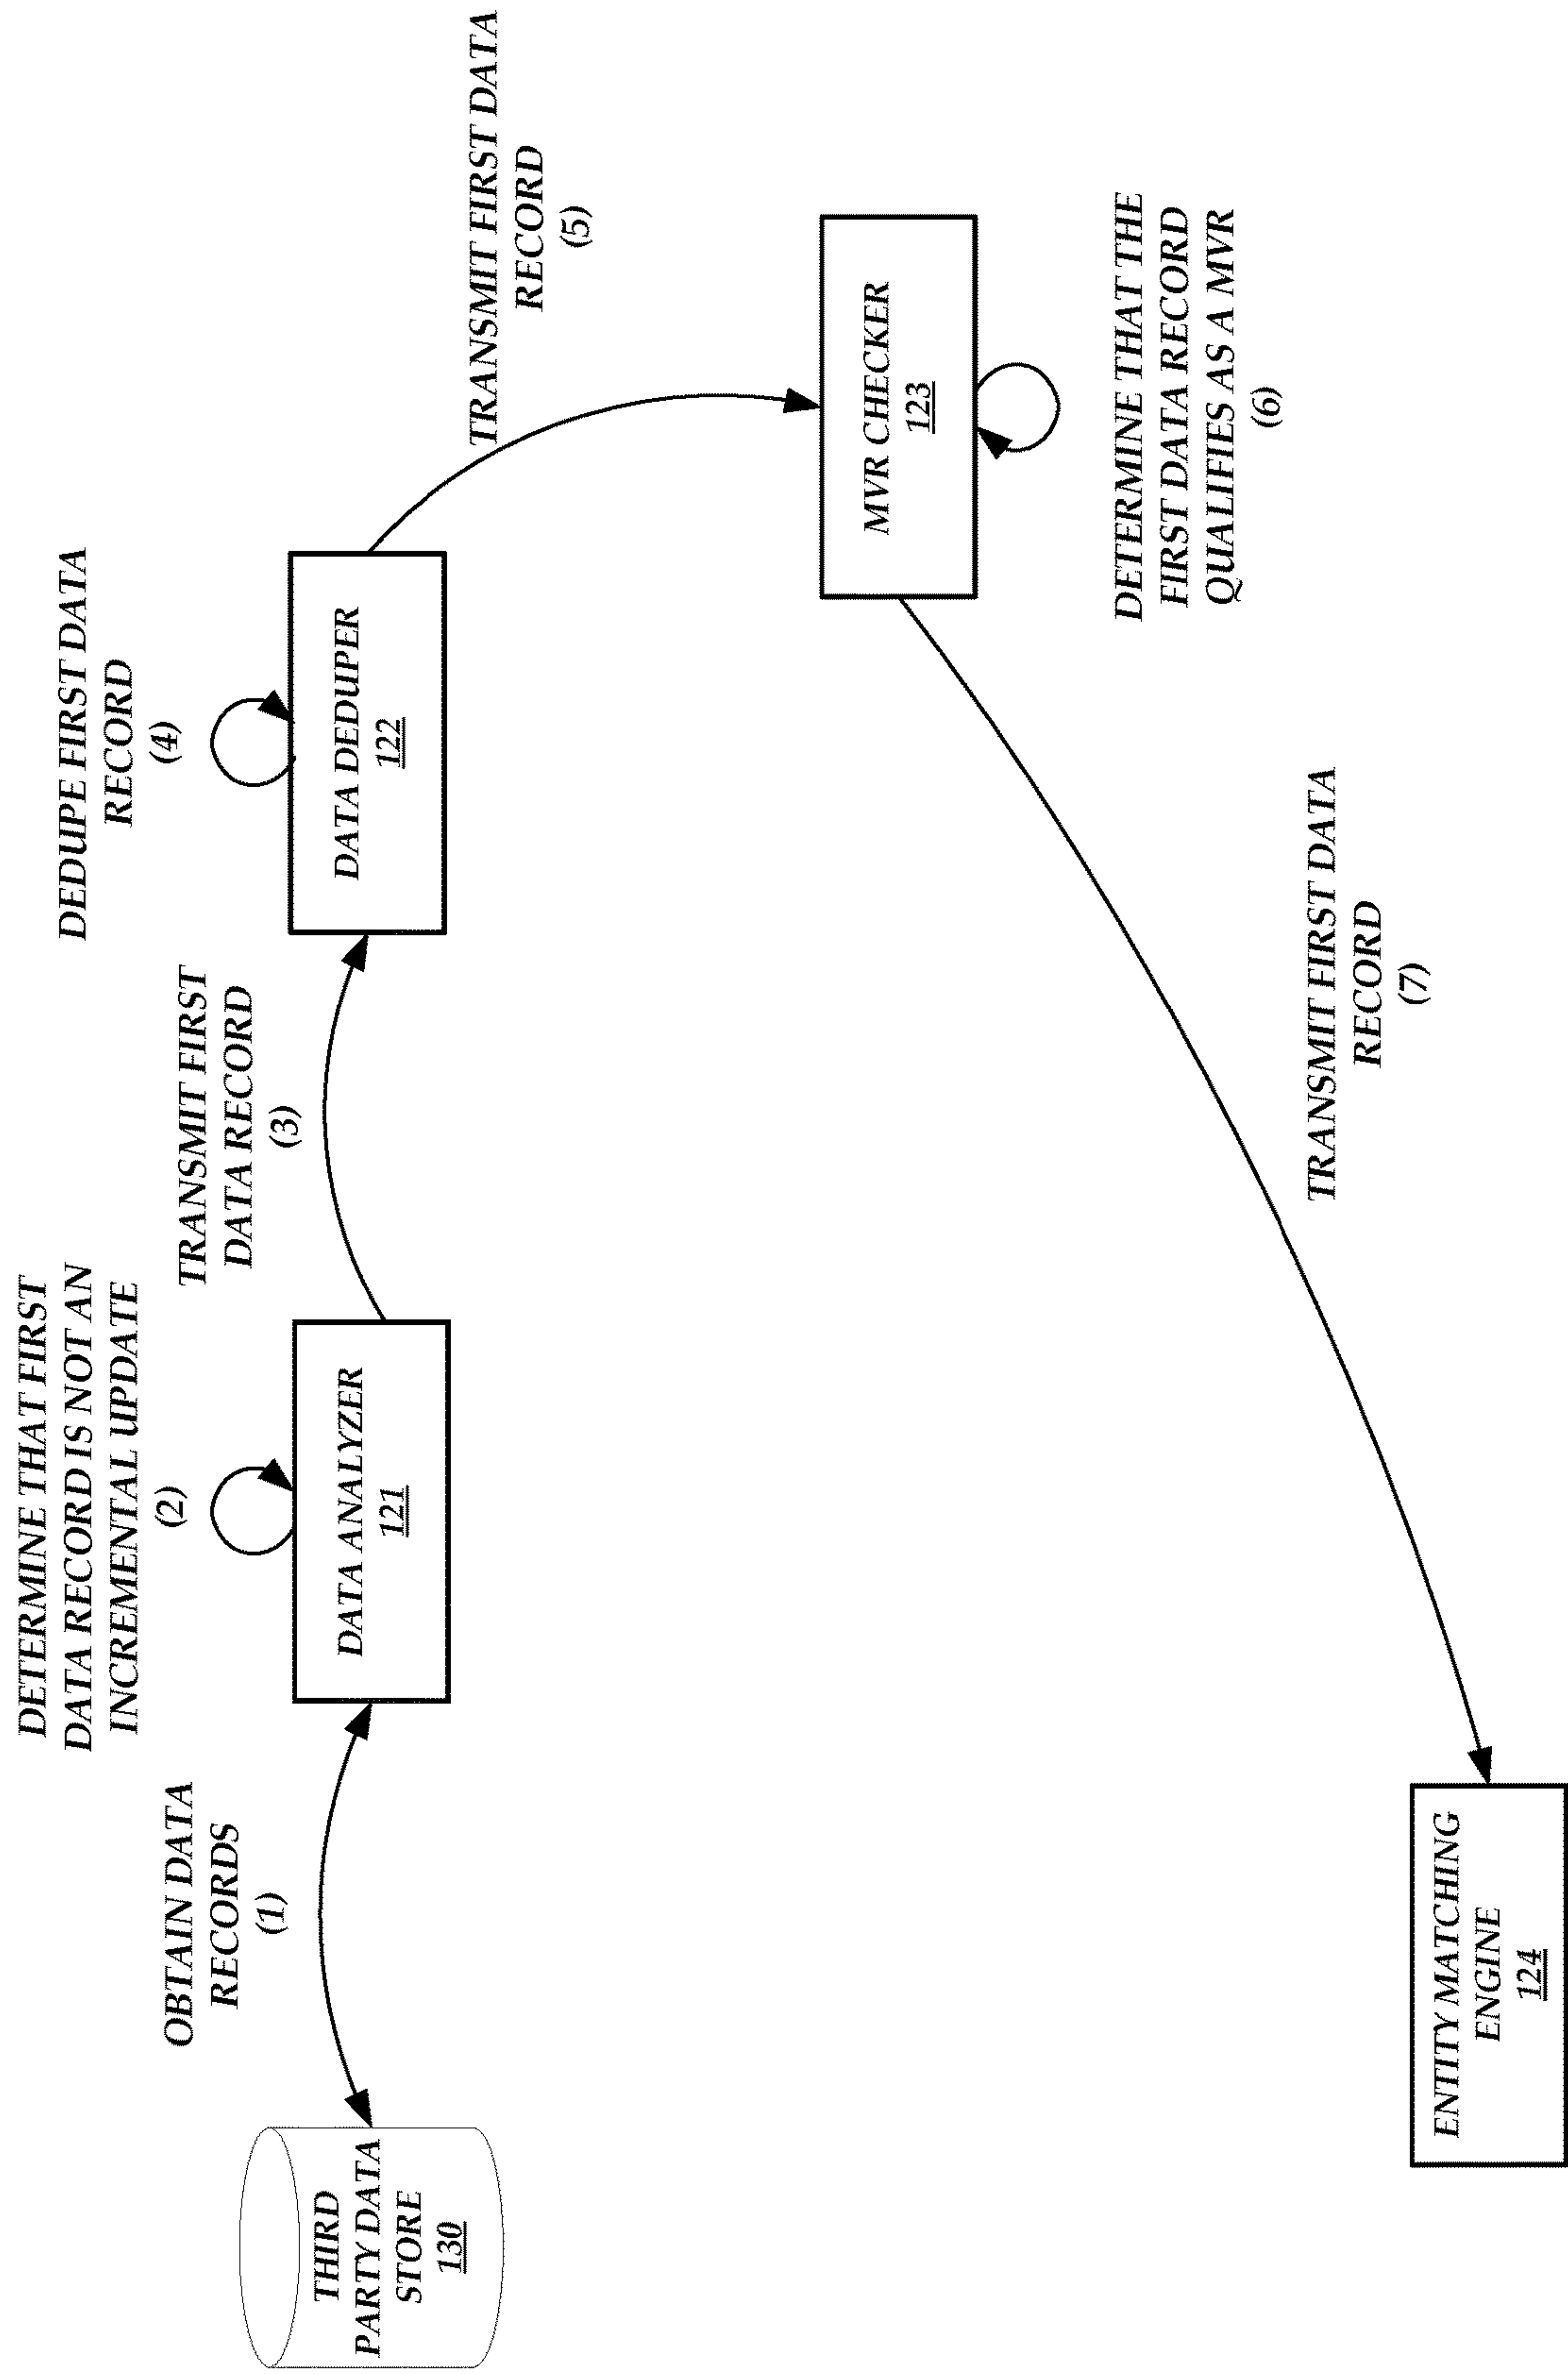 THIRD
PARTY DATA
STORE
130
OBTAIN DATA
RECORDS
(1)
DETERMINE THAT FIRST
DATA RECORD IS NOT AN
INCREMENTAL UPDATE
(2)
DATA ANALYZER
121
TRANSMIT FIRST
DATA RECORD
(3)
DEDUPE FIRST DATA
RECORD
(4)
DATA DEDUPER
122
TRANSMIT FIRST DATA
RECORD
(5)
MVR CHECKER
123
DETERMINE THAT THE
FIRST DATA RECORD
QUALIFIES AS A MVR
(6)
TRANSMIT FIRST DATA
RECORD
(7)
ENTITY MATCHING
ENGINE
124